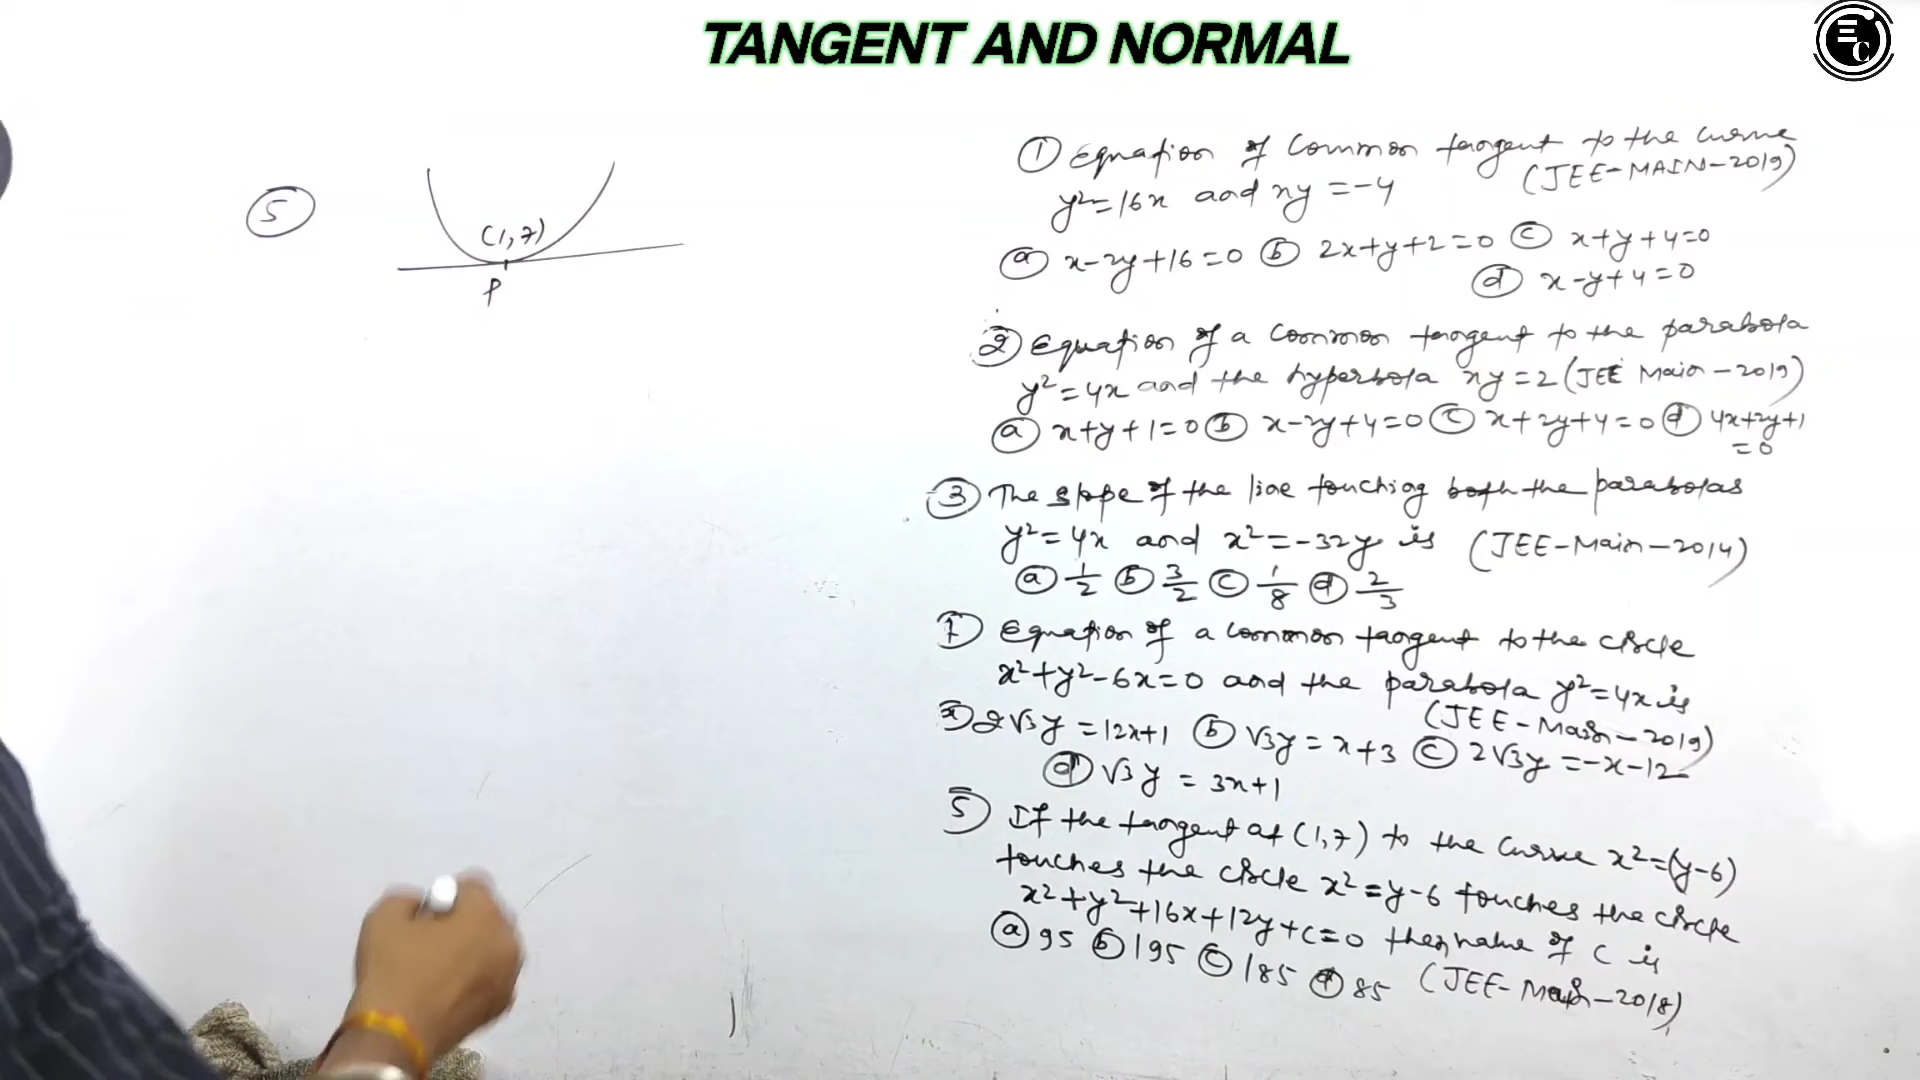 TANGENT AND NORMAL
EC
5
(1,7)
P
① Equation of common tangent to the curve
y²=16x and xy=-4 (JEE-MAIN-2019)
ⓐ x-2y+16=0 ⓑ 2x+y+2=0 ⓒ x+y+4=0
ⓓ x-y+4=0
② Equation of a common tangent to the parabola
y²=4x and the hyperbola xy=2 (JEE Main-2019)
ⓐ x+y+1=0 ⓑ x-2y+4=0 ⓒ x+2y+4=0 ⓓ 4x+2y+1
=0
③ The slope of the line touching both the parabolas
y²=4x and x²=-32y is (JEE-Main-2014)
ⓐ 1/2 ⓑ 3/2 ⓒ 1/8 ⓓ 2/3
Equation of a common tangent to the circle
x²+y²-6x=0 and the parabola y²=4x is
(JEE-Main-2019)
2√3y=12x+1 ⓑ √3y=x+3 ⓒ 2√3y=-x-12
ⓓ √3y=3x+1
⑤ If the tangent at (1,7) to the curve x²=(y-6)
touches the circle x²=y-6 touches the circle
x²+y²+16x+12y+c=0 then value of c is
ⓐ 95 ⓑ 195 ⓒ 185 ⓓ 85 (JEE-Main-2018)